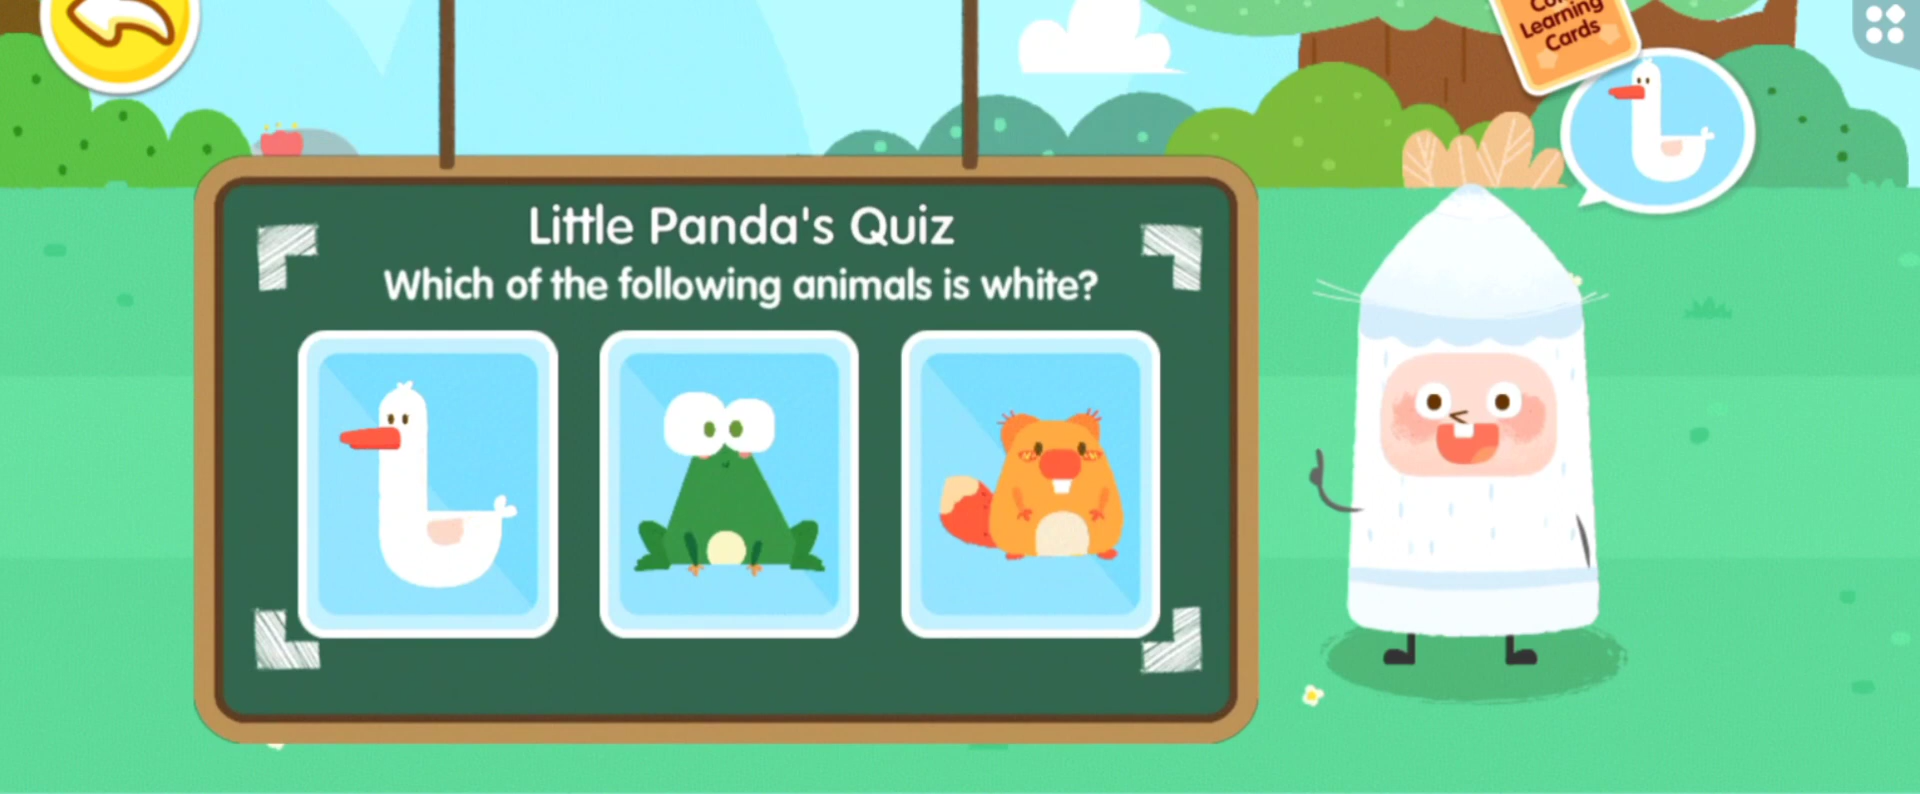 Learning
Cards
Little Panda's Quiz
Which of the following animals is white?